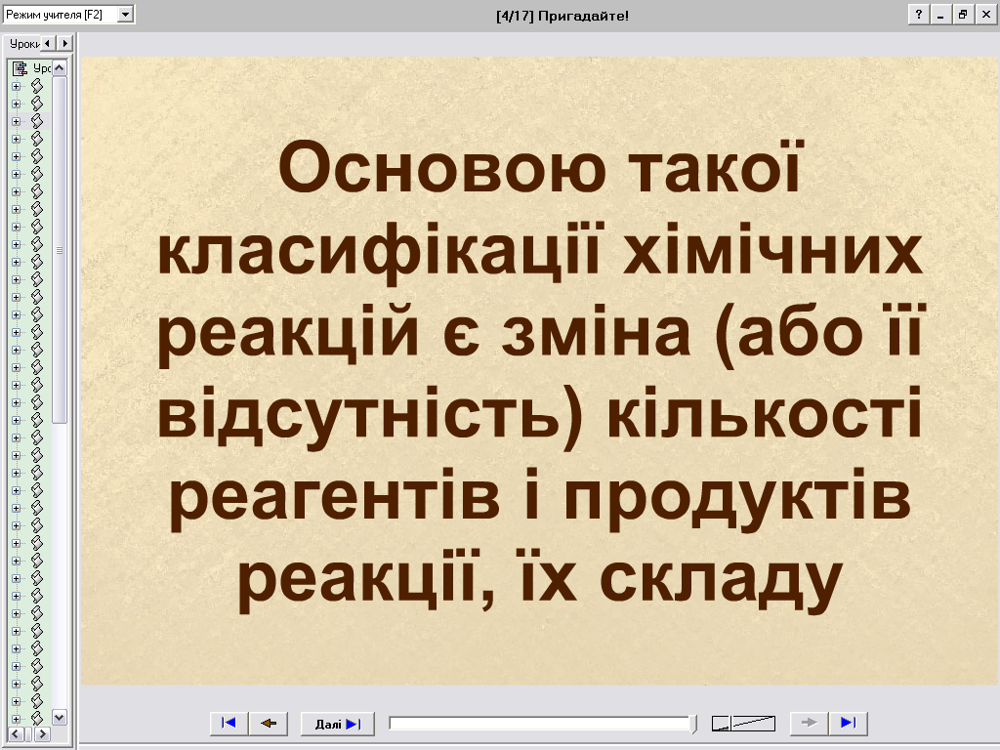 Режим учителя [F2]
[4/17] Пригадайте!
?
Уроки
Основою такої
класифікації хімічних
реакцій є зміна (або її
відсутність) кількості
реагентів і продуктів
реакції, їх складу
Далі